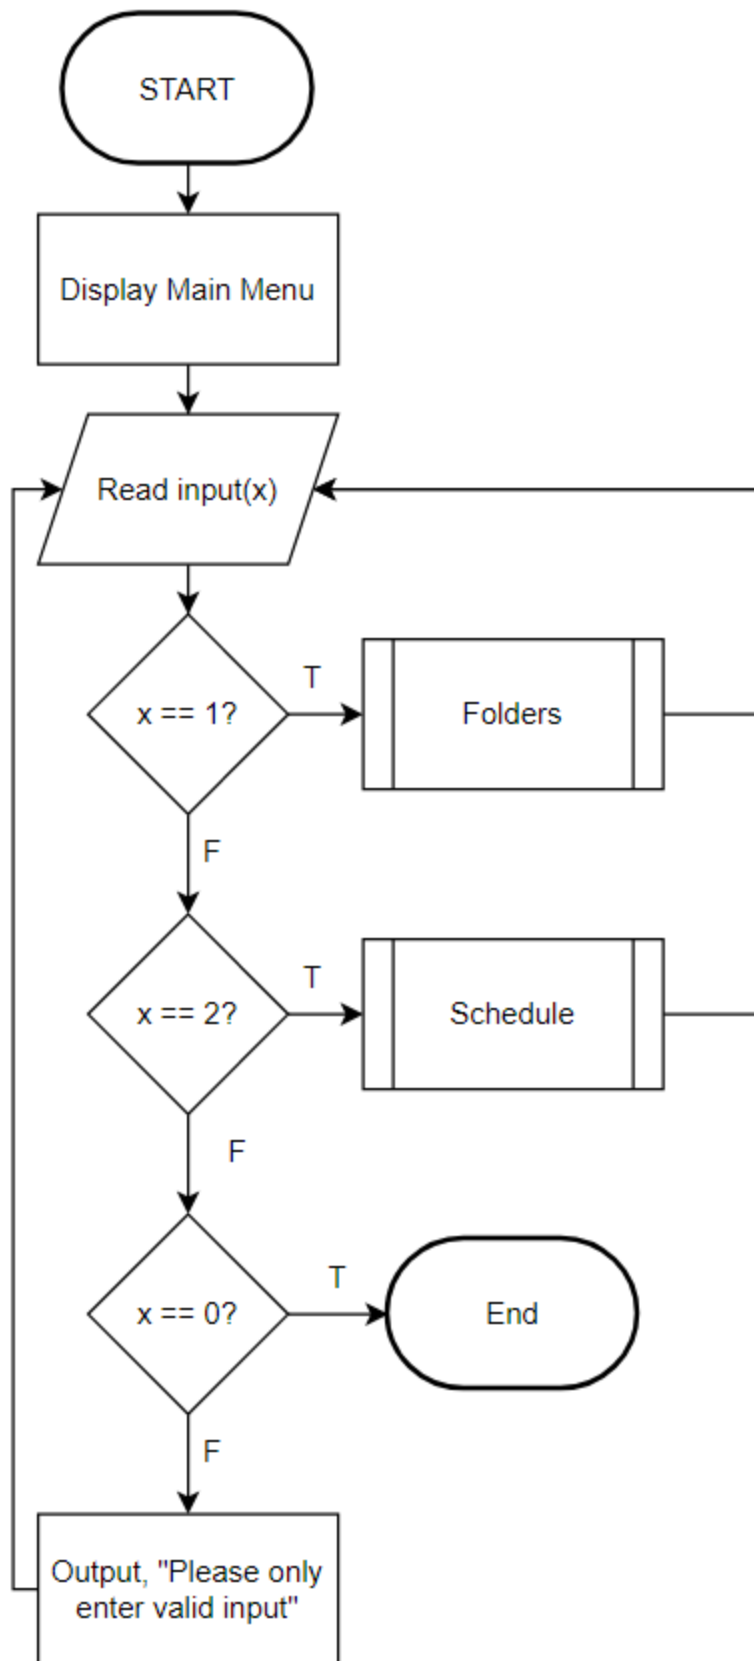 START
Display Main Menu
Read input(x)
x == 1?
T
Folders
F
x == 2?
T
Schedule
F
x == 0?
T
End
F
Output, "Please only
enter valid input"